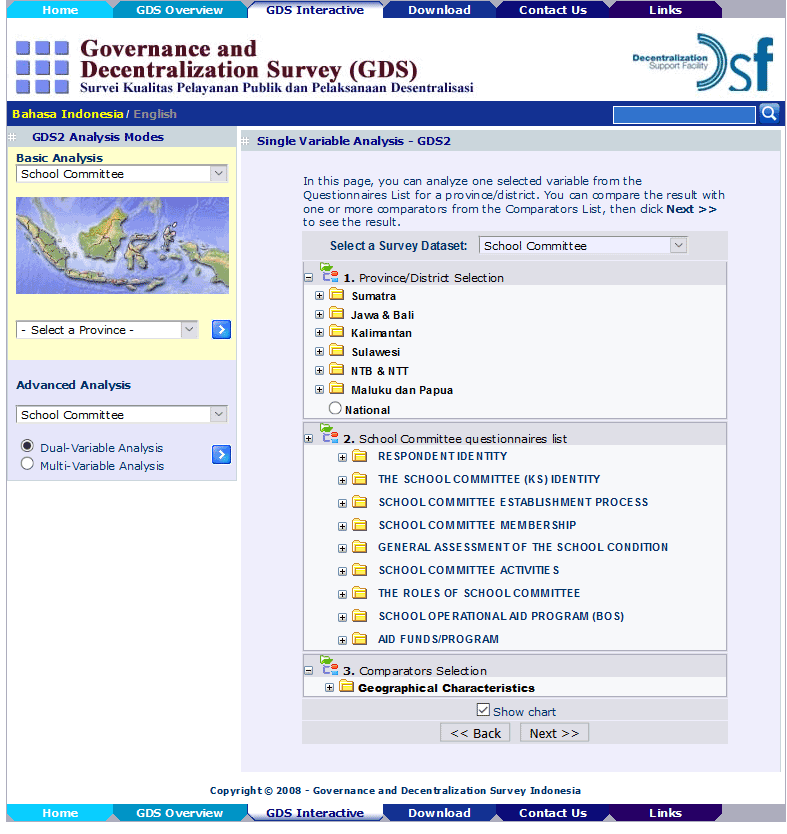 Home GDS Overview GDS Interactive Download Contact Us Links
Governance and
Decentralization Survey (GDS)
Survei Kualitas Pelayanan Publik dan Pelaksanaan Desentralisasi
Decentralization
Support Facility
Dsf
Bahasa Indonesia / English
GDS2 Analysis Modes
Basic Analysis
School Committee
- Select a Province -
Advanced Analysis
School Committee
Dual-Variable Analysis
Multi-Variable Analysis
Single Variable Analysis - GDS2
In this page, you can analyze one selected variable from the
Questionnaires List for a province/district. You can compare the result with
one or more comparators from the Comparators List, then click Next >>
to see the result.
Select a Survey Dataset: School Committee
1. Province/District Selection
Sumatra
Jawa & Bali
Kalimantan
Sulawesi
NTB & NTT
Maluku dan Papua
National
2. School Committee questionnaires list
RESPONDENT IDENTITY
THE SCHOOL COMMITTEE (KS) IDENTITY
SCHOOL COMMITTEE ESTABLISHMENT PROCESS
SCHOOL COMMITTEE MEMBERSHIP
GENERAL ASSESSMENT OF THE SCHOOL CONDITION
SCHOOL COMMITTEE ACTIVITIES
THE ROLES OF SCHOOL COMMITTEE
SCHOOL OPERATIONAL AID PROGRAM (BOS)
AID FUNDS/PROGRAM
3. Comparators Selection
Geographical Characteristics
Show chart
<< Back Next >>
Copyright © 2008 - Governance and Decentralization Survey Indonesia
Home GDS Overview GDS Interactive Download Contact Us Links